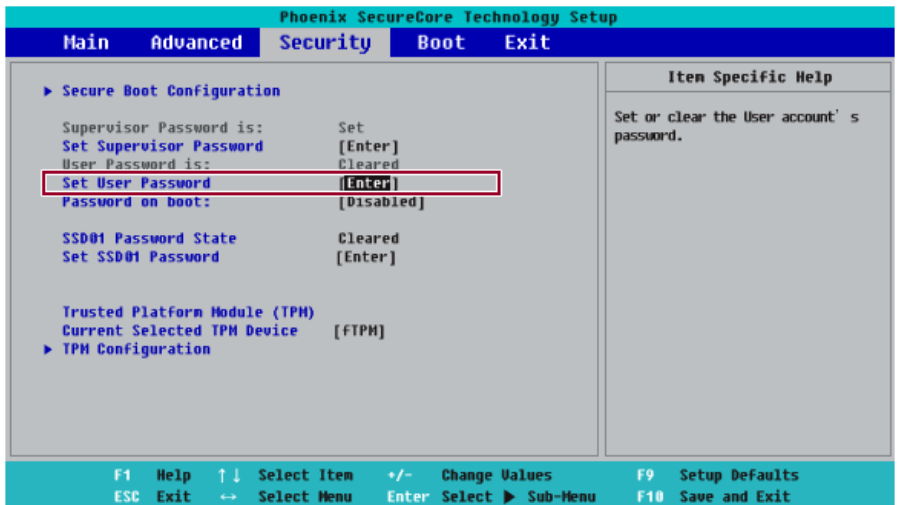 Phoenix SecureCore Technology Setup
Main Advanced Security Boot Exit
Item Specific Help
▶ Secure Boot Configuration
Set or clear the User account's
password.
Supervisor Password is: Set
Set Supervisor Password [Enter]
User Password is: Cleared
Set User Password [Enter]
Password on boot: [Disabled]
SSD01 Password State Cleared
Set SSD01 Password [Enter]
Trusted Platform Module (TPM)
Current Selected TPM Device [fTPM]
▶ TPM Configuration
F1 Help ↑↓ Select Item +/- Change Values F9 Setup Defaults
ESC Exit ↔ Select Menu Enter Select ▶ Sub-Menu F10 Save and Exit